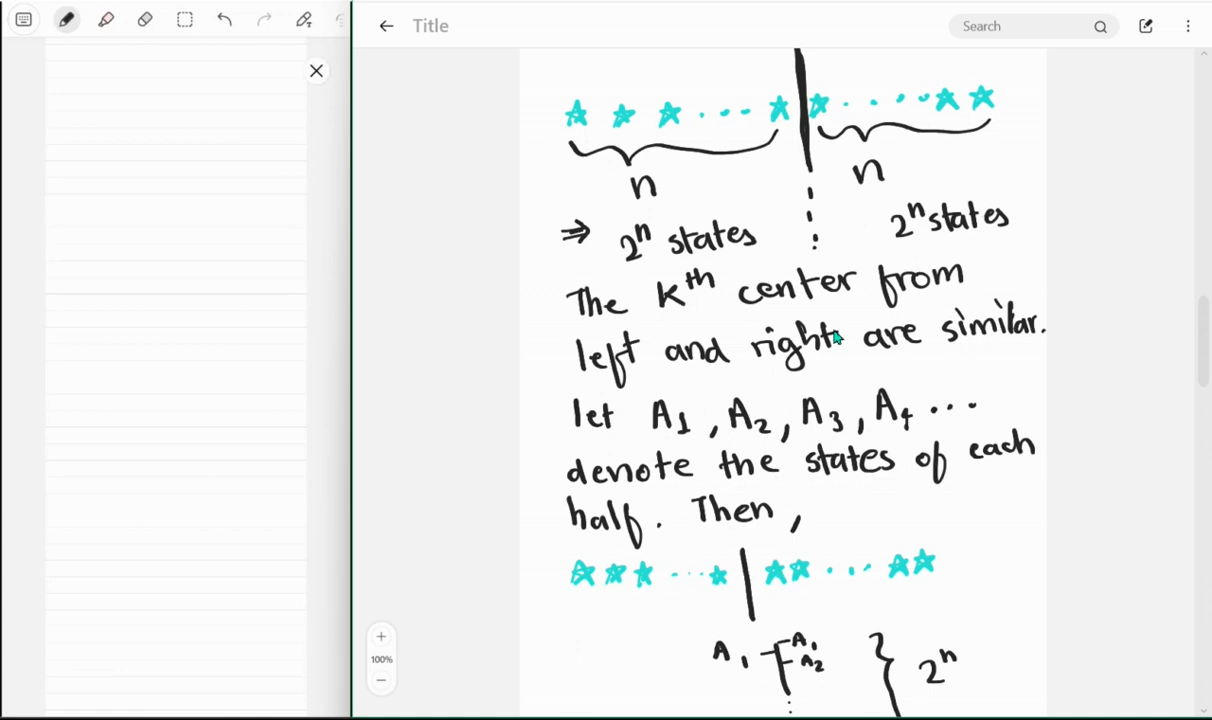 Title
Search
n
n
⇒ 2ⁿ states
2ⁿ states
The kᵗʰ center from
left and right are similar.
let A₁, A₂, A₃, A₄ ...
denote the states of each
half. Then,
A₁
A₁
A₂
2ⁿ
100%